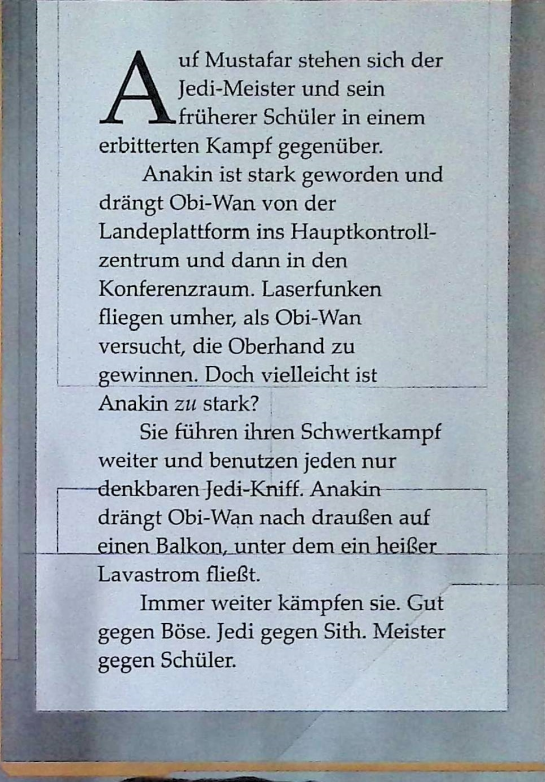 Auf Mustafar stehen sich der
Jedi-Meister und sein
früherer Schüler in einem
erbitterten Kampf gegenüber.
Anakin ist stark geworden und
drängt Obi-Wan von der
Landeplattform ins Hauptkontroll-
zentrum und dann in den
Konferenzraum. Laserfunken
fliegen umher, als Obi-Wan
versucht, die Oberhand zu
gewinnen. Doch vielleicht ist
Anakin zu stark?
Sie führen ihren Schwertkampf
weiter und benutzen jeden nur
denkbaren Jedi-Kniff. Anakin
drängt Obi-Wan nach draußen auf
einen Balkon, unter dem ein heißer
Lavastrom fließt.
Immer weiter kämpfen sie. Gut
gegen Böse. Jedi gegen Sith. Meister
gegen Schüler.